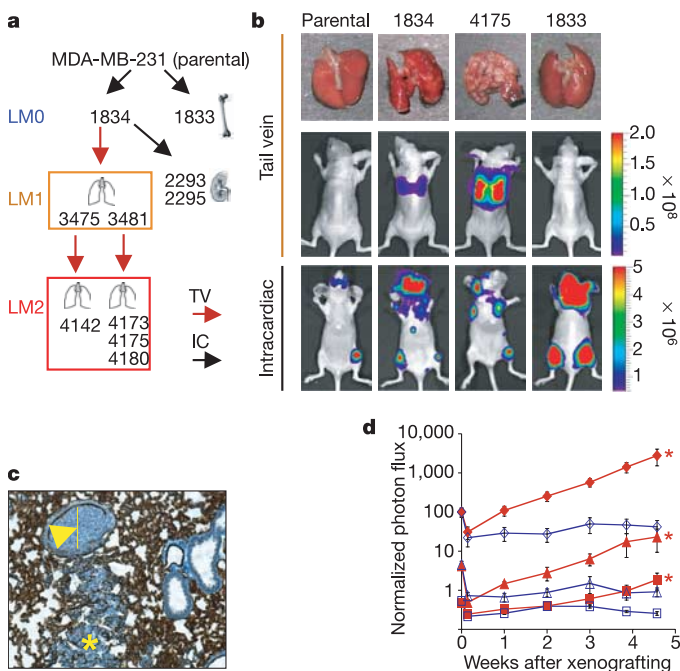 a
MDA-MB-231 (parental)
LM0
1834
1833
2293
2295
LM1
3475 3481
LM2
4142
4173
4175
4180
TV
IC
b
Parental 1834 4175 1833
Tail vein
2.0
1.5
1.0
0.5
× 10⁸
Intracardiac
5
4
3
2
1
× 10⁶
c
*
d
Normalized photon flux
10,000
1,000
100
10
1
*
*
*
0 1 2 3 4 5
Weeks after xenografting